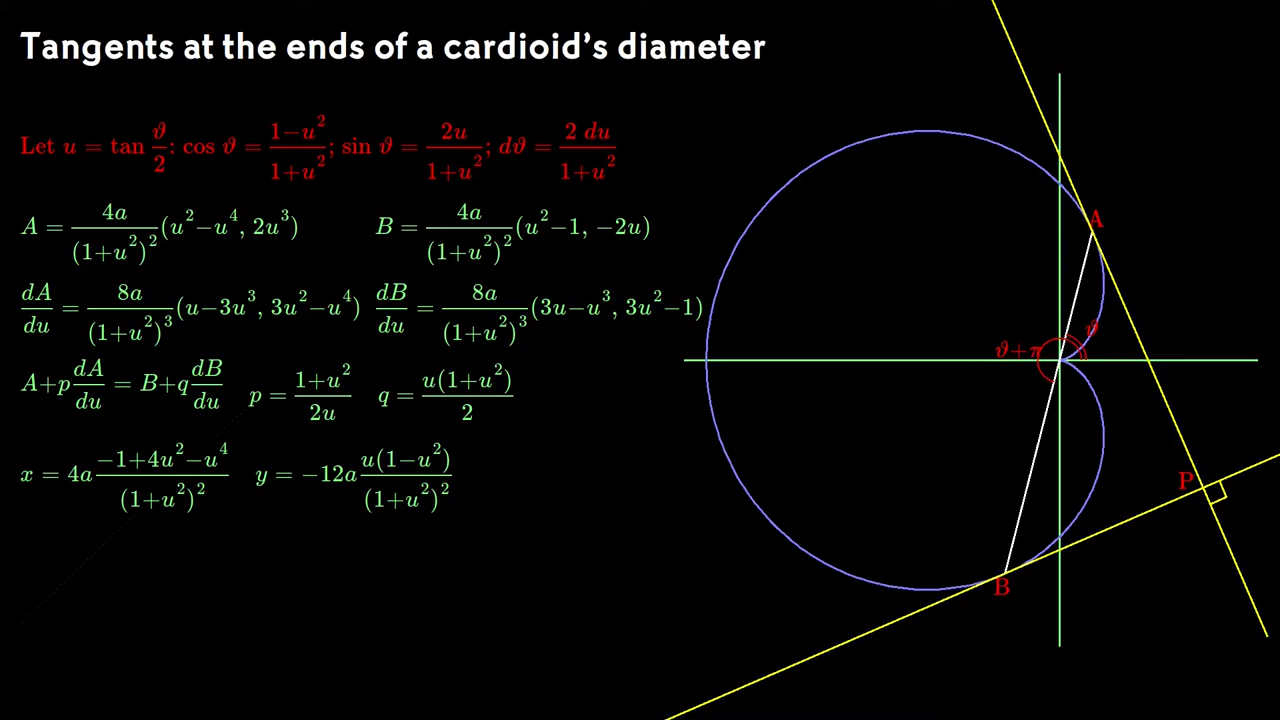 Tangents at the ends of a cardioid's diameter
Let u = tan ϑ/2: cos ϑ = (1−u²)/(1+u²); sin ϑ = 2u/(1+u²); dϑ = 2 du/(1+u²)
A = 4a/(1+u²)² (u²−u⁴, 2u³) B = 4a/(1+u²)² (u²−1, −2u)
dA/du = 8a/(1+u²)³ (u−3u³, 3u²−u⁴) dB/du = 8a/(1+u²)³ (3u−u³, 3u²−1)
A+p dA/du = B+q dB/du p = (1+u²)/2u q = u(1+u²)/2
x = 4a (−1+4u²−u⁴)/(1+u²)² y = −12a u(1−u²)/(1+u²)²
A
ϑ
ϑ+π
P
B